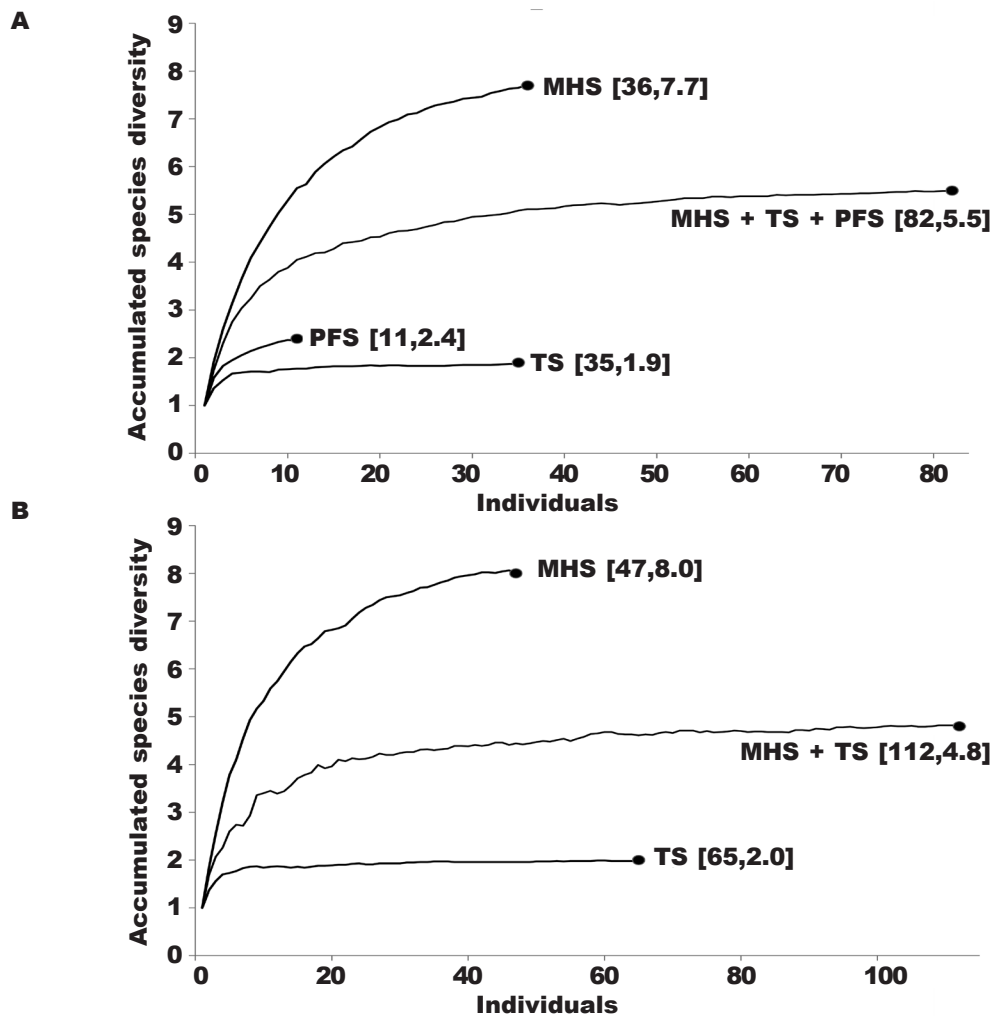 A
Accumulated species diversity
9
8
7
6
5
4
3
2
1
0
MHS [36,7.7]
MHS + TS + PFS [82,5.5]
PFS [11,2.4]
TS [35,1.9]
0 10 20 30 40 50 60 70 80
Individuals
B
Accumulated species diversity
9
8
7
6
5
4
3
2
1
0
MHS [47,8.0]
MHS + TS [112,4.8]
TS [65,2.0]
0 20 40 60 80 100
Individuals